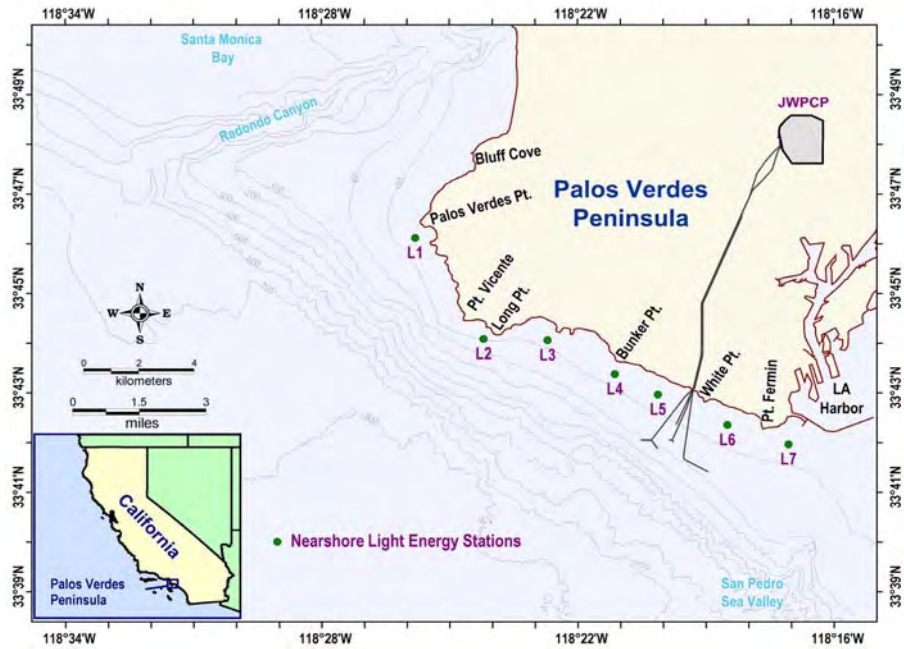 118°34'W
118°28'W
118°22'W
118°16'W
33°49'N
33°47'N
33°45'N
33°43'N
33°41'N
33°39'N
Santa Monica
Bay
Redondo Canyon
JWPCP
Bluff Cove
Palos Verdes Pt.
Palos Verdes
Peninsula
L1
Pt. Vicente
Long Pt.
L2
L3
Bunker Pt.
L4
L5
White Pt.
L6
Pt. Fermin
L7
LA
Harbor
N
W
E
S
0 2 4
kilometers
0 1.5 3
miles
California
Palos Verdes
Peninsula
Nearshore Light Energy Stations
San Pedro
Sea Valley
33°49'N
33°47'N
33°45'N
33°43'N
33°41'N
33°39'N
118°34'W
118°28'W
118°22'W
118°16'W